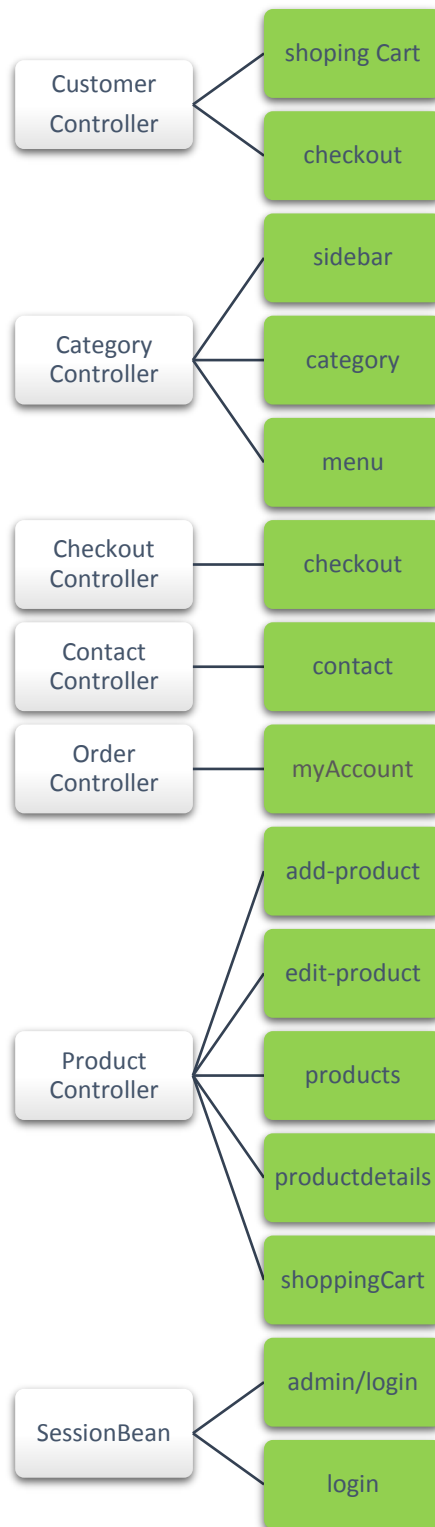 Customer
Controller
shoping Cart
checkout
Category
Controller
sidebar
category
menu
Checkout
Controller
checkout
Contact
Controller
contact
Order
Controller
myAccount
Product
Controller
add-product
edit-product
products
productdetails
shoppingCart
SessionBean
admin/login
login